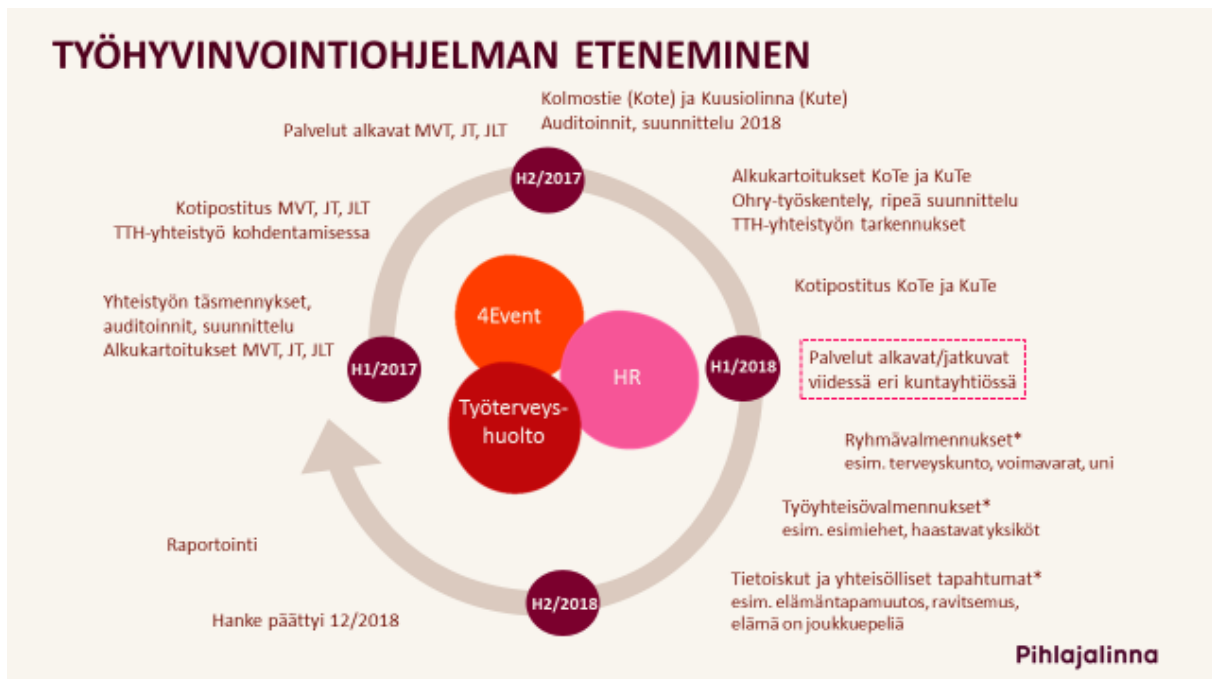 TYÖHYVINVOINTIOHJELMAN ETENEMINEN
Kolmostie (Kote) ja Kuusiolinna (Kute)
Auditoinnit, suunnittelu 2018
Palvelut alkavat MVT, JT, JLT
H2/2017
Alkukartoitukset KoTe ja KuTe
Ohry-työskentely, ripeä suunnittelu
TTH-yhteistyön tarkennukset
Kotipostitus MVT, JT, JLT
TTH-yhteistyö kohdentamisessa
Kotipostitus KoTe ja KuTe
Yhteistyön täsmennykset,
auditoinnit, suunnittelu
Alkukartoitukset MVT, JT, JLT
H1/2017
4Event
HR
Työterveys-
huolto
H1/2018
Palvelut alkavat/jatkuvat
viidessä eri kuntayhtiössä
Ryhmävalmennukset*
esim. terveyskunto, voimavarat, uni
Työyhteisövalmennukset*
esim. esimiehet, haastavat yksiköt
Tietoiskut ja yhteisölliset tapahtumat*
esim. elämäntapamuutos, ravitsemus,
elämä on joukkuepeliä
H2/2018
Raportointi
Hanke päättyi 12/2018
Pihlajalinna